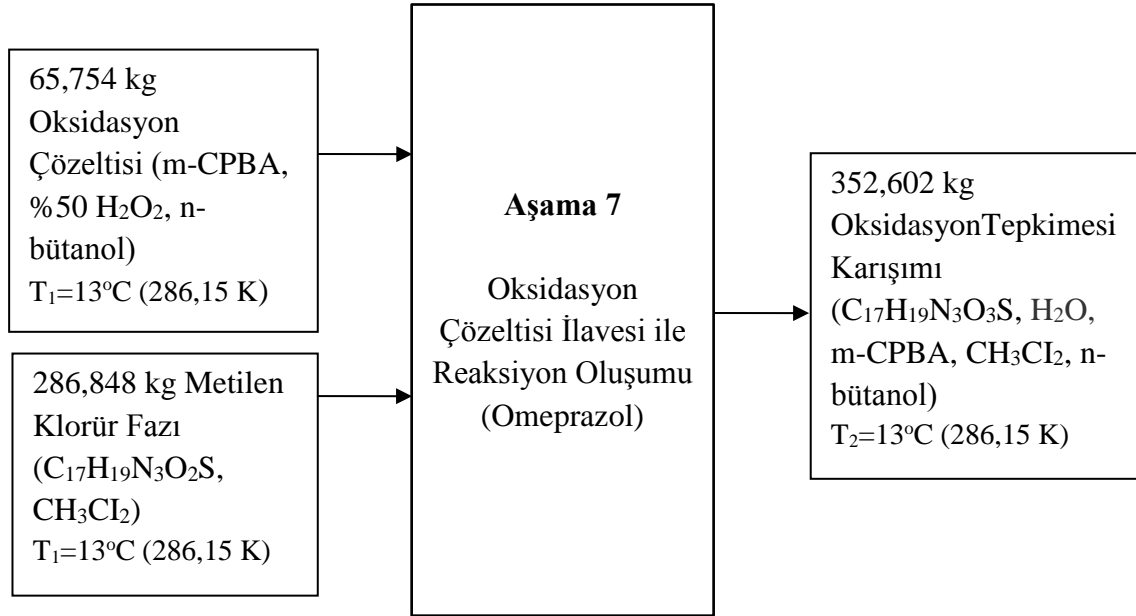 65,754 kg
Oksidasyon
Çözeltisi (m-CPBA,
%50 H₂O₂, n-
bütanol)
T₁=13°C (286,15 K)
286,848 kg Metilen
Klorür Fazı
(C₁₇H₁₉N₃O₂S,
CH₃CI₂)
T₁=13°C (286,15 K)
Aşama 7
Oksidasyon
Çözeltisi İlavesi ile
Reaksiyon Oluşumu
(Omeprazol)
352,602 kg
OksidasyonTepkimesi
Karışımı
(C₁₇H₁₉N₃O₃S, H₂O,
m-CPBA, CH₃CI₂, n-
bütanol)
T₂=13°C (286,15 K)